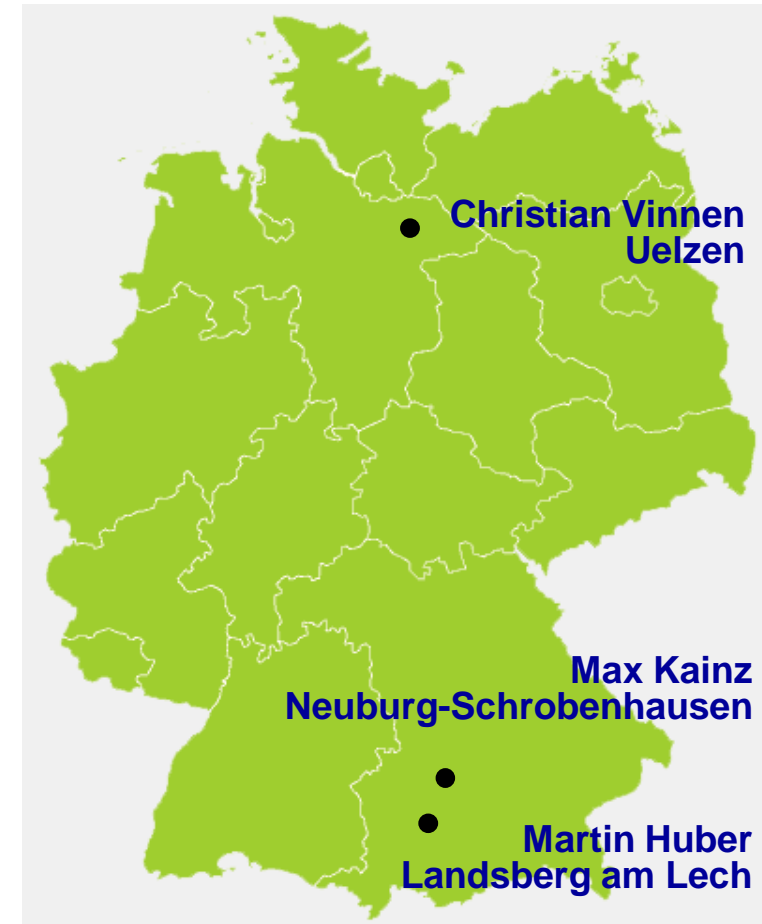 Christian Vinnen
Uelzen
Max Kainz
Neuburg-Schrobenhausen
Martin Huber
Landsberg am Lech